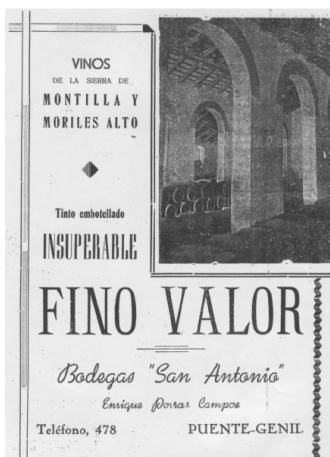 VINOS
DE LA SIERRA DE
MONTILLA Y
MORILES ALTO
Tinto embotellado
INSUPERABLE
FINO VALOR
Bodegas "San Antonio"
Enrique Porras Campos
Teléfono, 478
PUENTE-GENIL